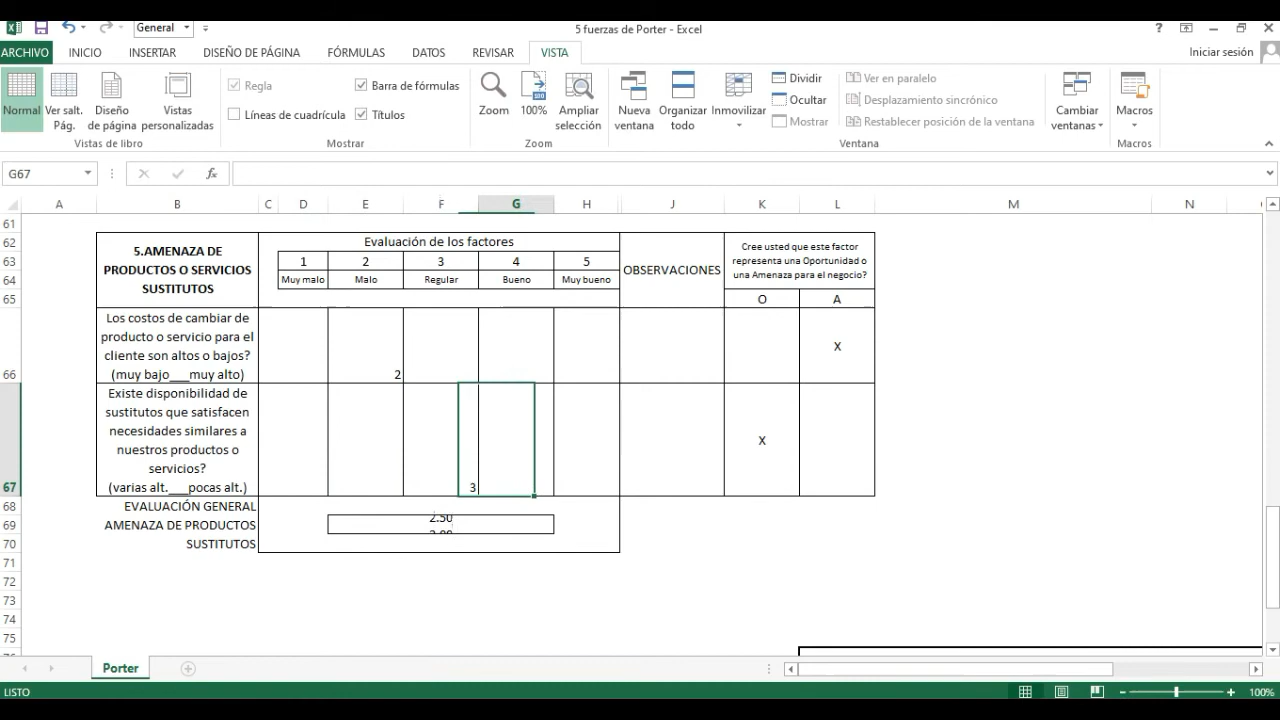 General
5 fuerzas de Porter - Excel
?
ARCHIVO INICIO INSERTAR DISEÑO DE PÁGINA FÓRMULAS DATOS REVISAR VISTA Iniciar sesión
Normal
Ver salt. Pág.
Diseño de página
Vistas personalizadas
Vistas de libro
Regla
Barra de fórmulas
Líneas de cuadrícula
Títulos
Mostrar
Zoom
100%
Ampliar selección
Zoom
Nueva ventana
Organizar todo
Inmovilizar
Dividir
Ocultar
Mostrar
Ver en paralelo
Desplazamiento sincrónico
Restablecer posición de la ventana
Cambiar ventanas
Ventana
Macros
Macros
G67
fx
A B C D E F G H J K L M N
61
62
63
64
65
66
67
68
69
70
71
72
73
74
75
5.AMENAZA DE
PRODUCTOS O SERVICIOS
SUSTITUTOS
Evaluación de los factores
1 2 3 4 5
Muy malo Malo Regular Bueno Muy bueno
OBSERVACIONES
Cree usted que este factor
representa una Oportunidad o
una Amenaza para el negocio?
O A
Los costos de cambiar de
producto o servicio para el
cliente son altos o bajos?
(muy bajo___muy alto)
2
X
Existe disponibilidad de
sustitutos que satisfacen
necesidades similares a
nuestros productos o
servicios?
(varias alt.___pocas alt.)
3
X
EVALUACIÓN GENERAL
AMENAZA DE PRODUCTOS
SUSTITUTOS
2.50
Porter
LISTO
100%